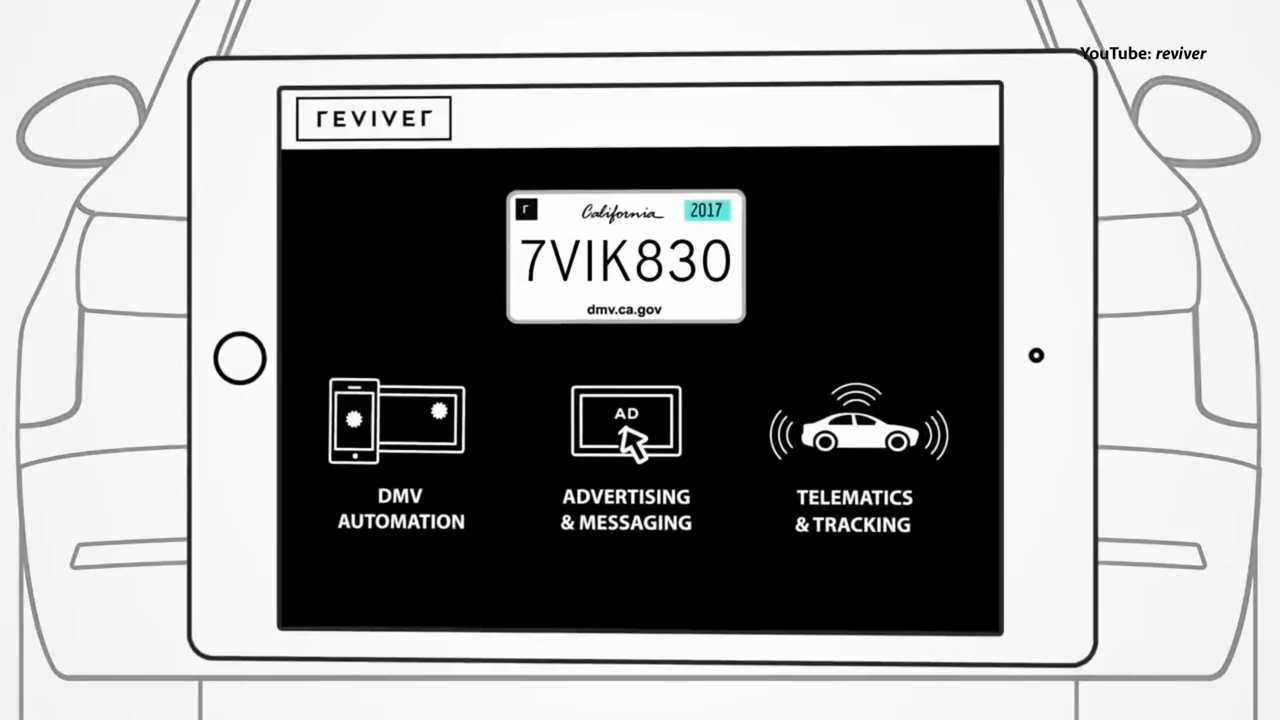 YouTube: reviver
reviver
r
California
2017
7VIK830
dmv.ca.gov
DMV
AUTOMATION
AD
ADVERTISING
& MESSAGING
TELEMATICS
& TRACKING